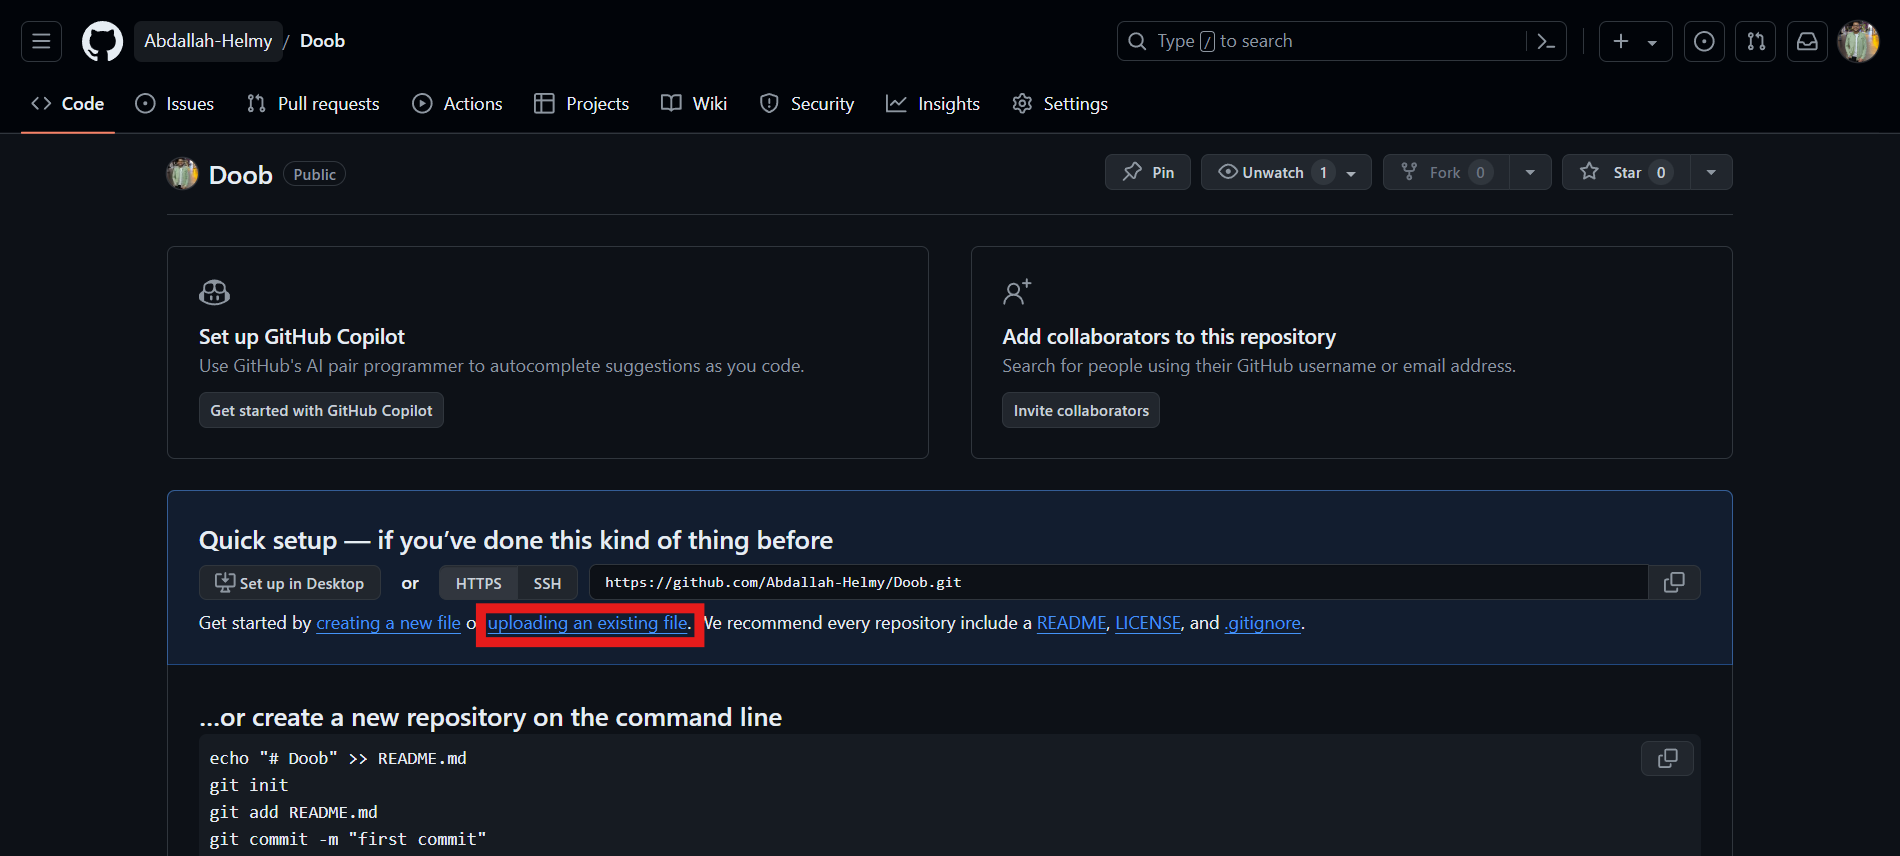 Abdallah-Helmy / Doob
Type / to search
Code Issues Pull requests Actions Projects Wiki Security Insights Settings
Doob Public
Pin Unwatch 1 Fork 0 Star 0
Set up GitHub Copilot
Use GitHub's AI pair programmer to autocomplete suggestions as you code.
Get started with GitHub Copilot
Add collaborators to this repository
Search for people using their GitHub username or email address.
Invite collaborators
Quick setup — if you’ve done this kind of thing before
Set up in Desktop or HTTPS SSH https://github.com/Abdallah-Helmy/Doob.git
Get started by creating a new file uploading an existing file. We recommend every repository include a README, LICENSE, and .gitignore.
…or create a new repository on the command line
echo "# Doob" >> README.md
git init
git add README.md
git commit -m "first commit"